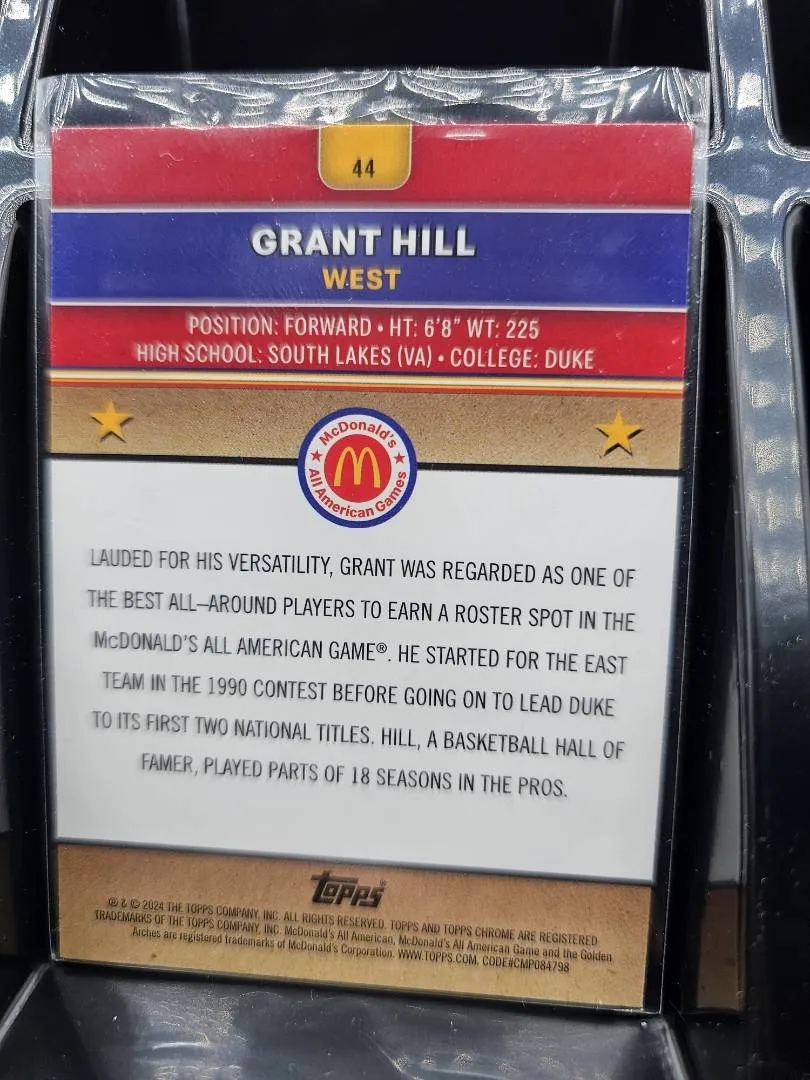 44
GRANT HILL
WEST
POSITION: FORWARD • HT: 6'8" WT: 225
HIGH SCHOOL: SOUTH LAKES (VA) • COLLEGE: DUKE
McDonald's
All American Games
LAUDED FOR HIS VERSATILITY, GRANT WAS REGARDED AS ONE OF
THE BEST ALL–AROUND PLAYERS TO EARN A ROSTER SPOT IN THE
McDONALD'S ALL AMERICAN GAME®. HE STARTED FOR THE EAST
TEAM IN THE 1990 CONTEST BEFORE GOING ON TO LEAD DUKE
TO ITS FIRST TWO NATIONAL TITLES. HILL, A BASKETBALL HALL OF
FAMER, PLAYED PARTS OF 18 SEASONS IN THE PROS.
Topps®
® & © 2024 THE TOPPS COMPANY, INC. ALL RIGHTS RESERVED. TOPPS AND TOPPS CHROME ARE REGISTERED
TRADEMARKS OF THE TOPPS COMPANY, INC. McDonald's All American, McDonald's All American Game and the Golden
Arches are registered trademarks of McDonald's Corporation. WWW.TOPPS.COM. CODE#CMP084798